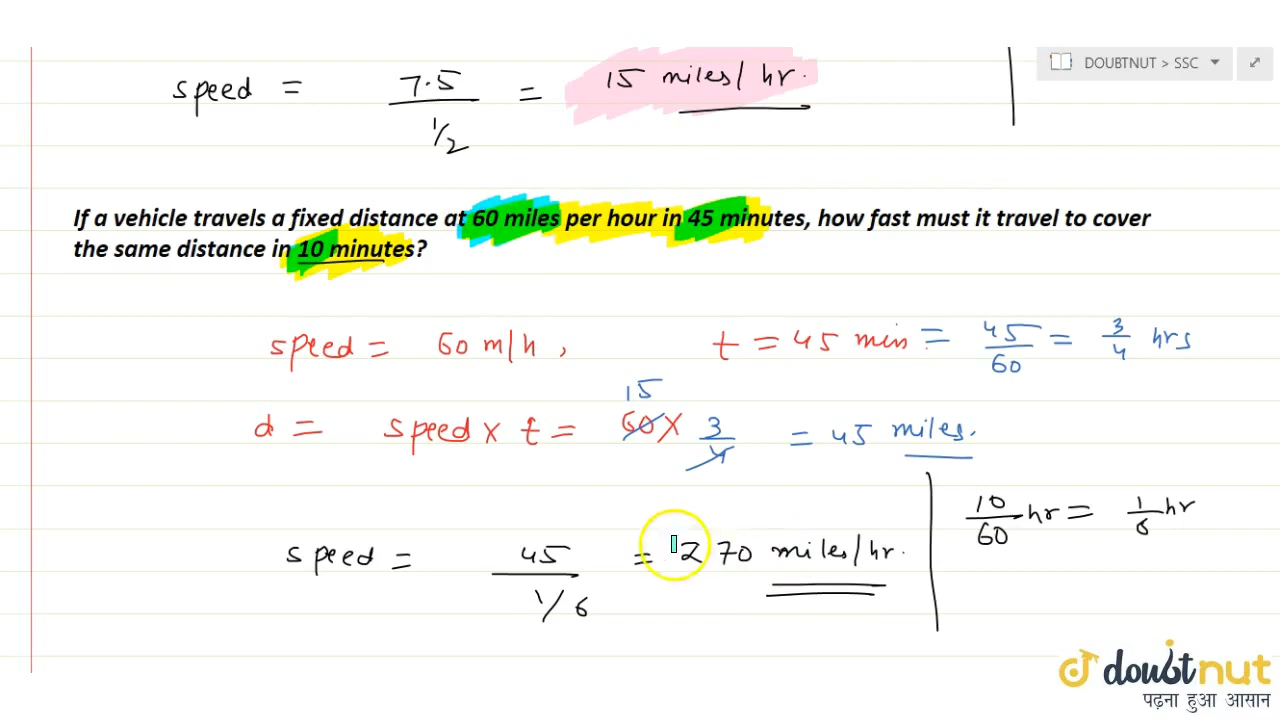 DOUBTNUT > SSC
speed = 7.5 / 1/2 = 15 miles/hr.
If a vehicle travels a fixed distance at 60 miles per hour in 45 minutes, how fast must it travel to cover
the same distance in 10 minutes?
speed = 60 m/h, t = 45 min = 45/60 = 3/4 hrs
15
d = speed x t = 60 x 3/4 = 45 miles.
10/60 hr = 1/6 hr
speed = 45 / 1/6 = 270 miles/hr.
doubtnut
पढ़ना हुआ आसान